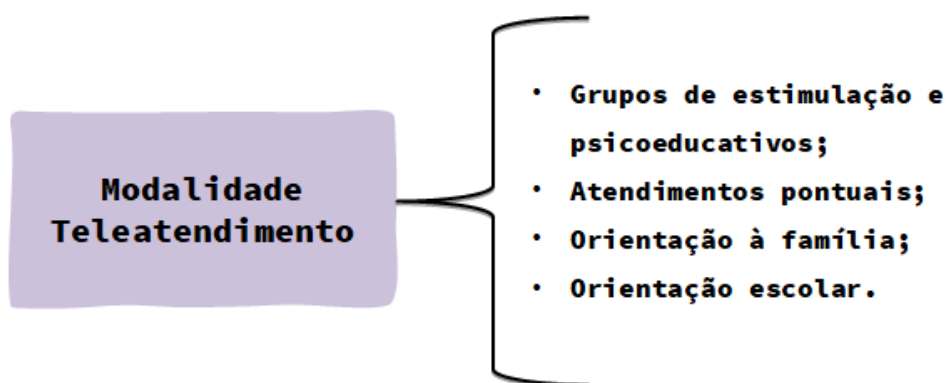 Modalidade
Teleatendimento
• Grupos de estimulação e
psicoeducativos;
• Atendimentos pontuais;
• Orientação à família;
• Orientação escolar.